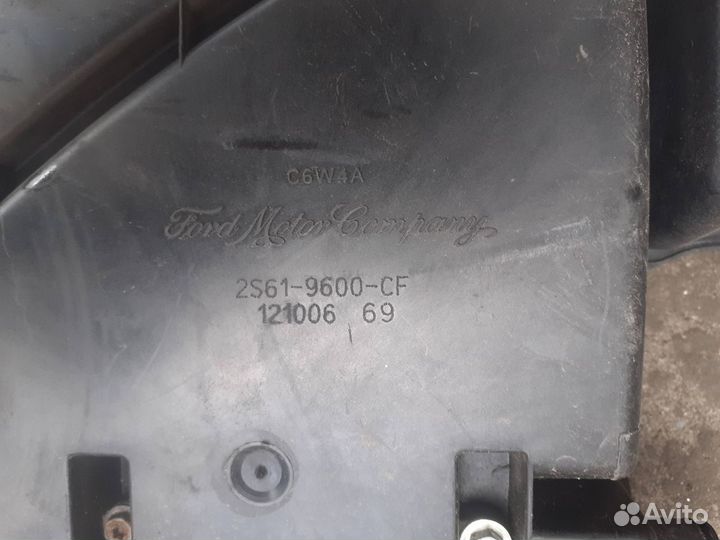 C6W4A
Ford Motor Company
2S61-9600-CF
121006 69
Avito